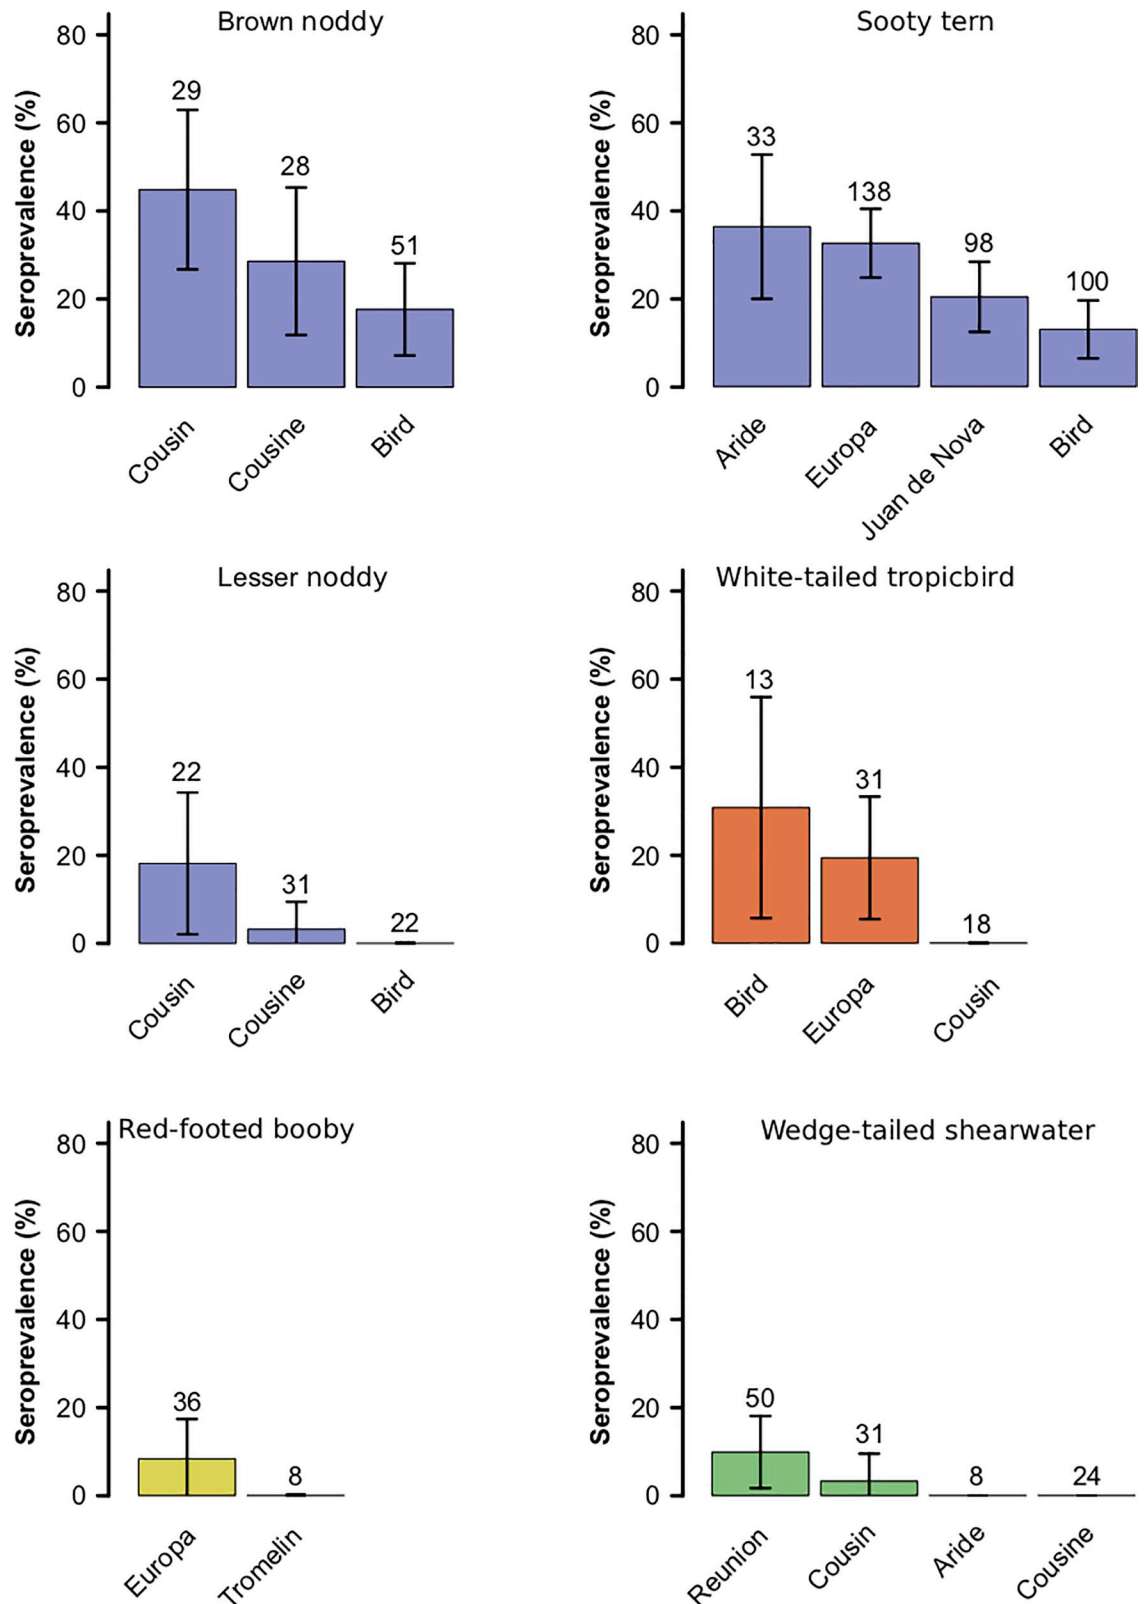 Brown noddy
Seroprevalence (%)
80
60
40
20
0
29
28
51
Cousin
Cousine
Bird
Sooty tern
Seroprevalence (%)
80
60
40
20
0
33
138
98
100
Aride
Europa
Juan de Nova
Bird
Lesser noddy
Seroprevalence (%)
80
60
40
20
0
22
31
22
Cousin
Cousine
Bird
White-tailed tropicbird
Seroprevalence (%)
80
60
40
20
0
13
31
18
Bird
Europa
Cousin
Red-footed booby
Seroprevalence (%)
80
60
40
20
0
36
8
Europa
Tromelin
Wedge-tailed shearwater
Seroprevalence (%)
80
60
40
20
0
50
31
8
24
Reunion
Cousin
Aride
Cousine